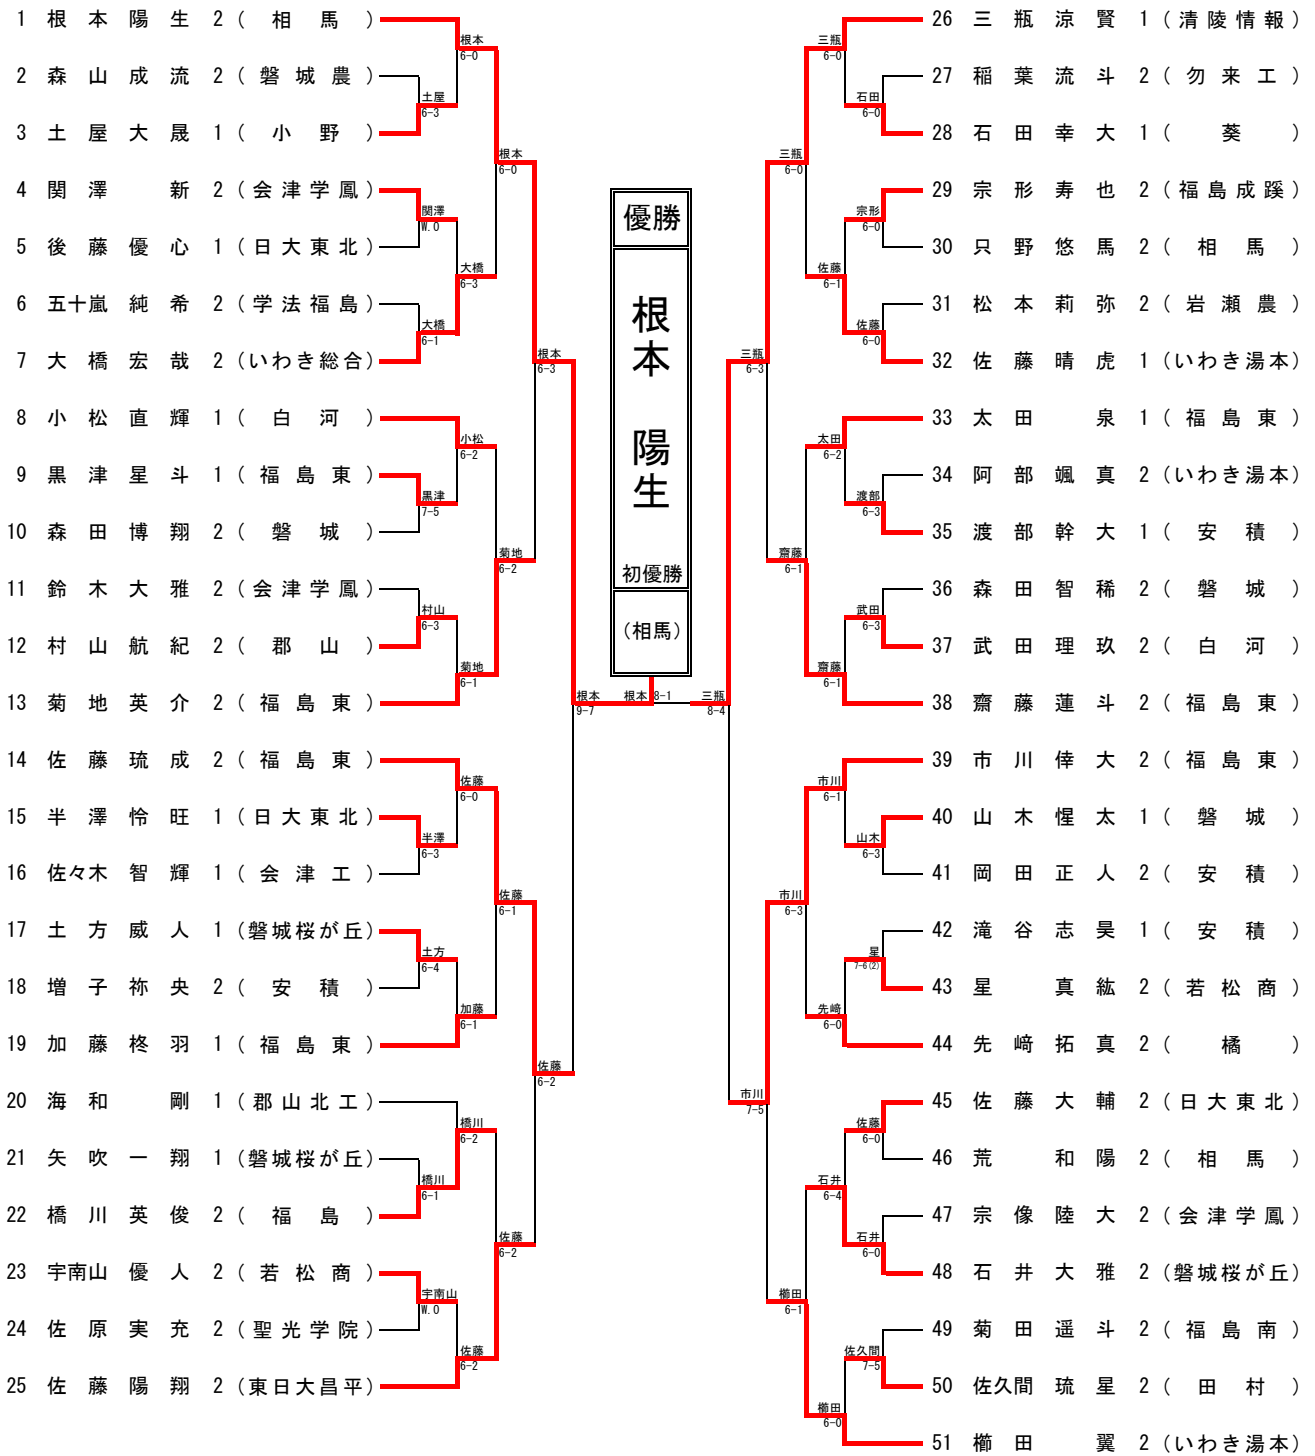 1 根本陽生 2 (相馬)
2 森山成流 2 (磐城農)
3 土屋大晟 1 (小野)
4 関澤新 2 (会津学鳳)
5 後藤優心 1 (日大東北)
6 五十嵐純希 2 (学法福島)
7 大橋宏哉 2 (いわき総合)
8 小松直輝 1 (白河)
9 黒津星斗 1 (福島東)
10 森田博翔 2 (磐城)
11 鈴木大雅 2 (会津学鳳)
12 村山航紀 2 (郡山)
13 菊地英介 2 (福島東)
14 佐藤琉成 2 (福島東)
15 半澤怜旺 1 (日大東北)
16 佐々木智輝 1 (会津工)
17 土方威人 1 (磐城桜が丘)
18 増子祢央 2 (安積)
19 加藤柊羽 1 (福島東)
20 海和剛 1 (郡山北工)
21 矢吹一翔 1 (磐城桜が丘)
22 橋川英俊 2 (福島)
23 宇南山優人 2 (若松商)
24 佐原実充 2 (聖光学院)
25 佐藤陽翔 2 (東日大昌平)
土屋
6-3
関澤
W.O
大橋
6-1
黒津
7-5
村山
6-3
半澤
6-3
土方
6-4
橋川
6-1
宇南山
W.O
根本
6-0
大橋
6-3
小松
6-2
菊地
6-1
佐藤
6-0
加藤
6-1
橋川
6-2
佐藤
6-2
根本
6-0
菊地
6-2
佐藤
6-1
佐藤
6-2
根本
6-3
佐藤
6-2
根本
9-7
優勝
根本 陽生
初優勝
(相馬)
根本
8-1
三瓶
8-4
三瓶
6-3
市川
7-5
三瓶
6-0
齋藤
6-1
市川
6-3
櫛田
6-1
三瓶
6-0
佐藤
6-1
太田
6-2
齋藤
6-1
市川
6-1
先﨑
6-0
石井
6-4
櫛田
6-0
石田
6-0
宗形
6-0
佐藤
6-0
渡部
6-3
武田
6-3
山木
6-3
星
7-6(2)
佐藤
6-0
石井
6-0
佐久間
7-5
26 三瓶涼賢 1 (清陵情報)
27 稲葉流斗 2 (勿来工)
28 石田幸大 1 (葵)
29 宗形寿也 2 (福島成蹊)
30 只野悠馬 2 (相馬)
31 松本莉弥 2 (岩瀬農)
32 佐藤晴虎 1 (いわき湯本)
33 太田泉 1 (福島東)
34 阿部颯真 2 (いわき湯本)
35 渡部幹大 1 (安積)
36 森田智稀 2 (磐城)
37 武田理玖 2 (白河)
38 齋藤蓮斗 2 (福島東)
39 市川倖大 2 (福島東)
40 山木惺太 1 (磐城)
41 岡田正人 2 (安積)
42 滝谷志昊 1 (安積)
43 星真紘 2 (若松商)
44 先﨑拓真 2 (橘)
45 佐藤大輔 2 (日大東北)
46 荒和陽 2 (相馬)
47 宗像陸大 2 (会津学鳳)
48 石井大雅 2 (磐城桜が丘)
49 菊田遥斗 2 (福島南)
50 佐久間琉星 2 (田村)
51 櫛田翼 2 (いわき湯本)